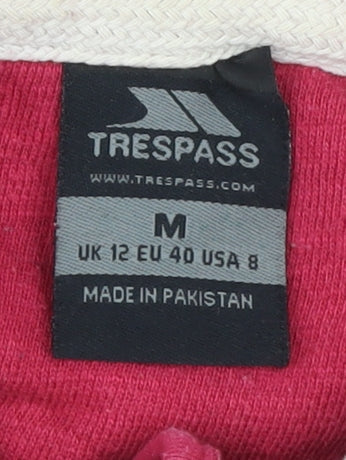 TRESPASS
WWW.TRESPASS.COM
M
UK 12 EU 40 USA 8
MADE IN PAKISTAN